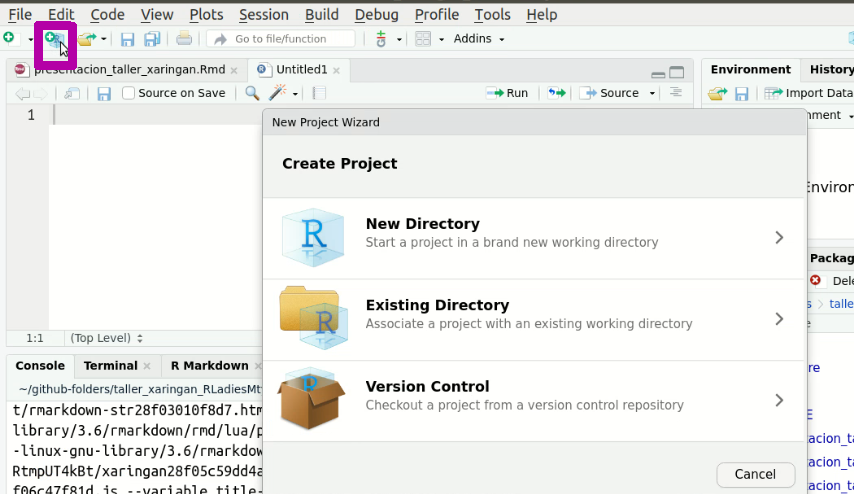 File Edit Code View Plots Session Build Debug Profile Tools Help
Go to file/function Addins
presentacion_taller_xaringan.Rmd Untitled1 Environment History
Source on Save Run Source Import Data
1
New Project Wizard
Create Project
New Directory
Start a project in a brand new working directory
Existing Directory
Associate a project with an existing working directory
Version Control
Checkout a project from a version control repository
Cancel
nment
Environ
Packag
Dele
s > talle
e
re
E
acion_ta
acion_ta
acion_ta
1:1 (Top Level)
Console Terminal R Markdown
~/github-folders/taller_xaringan_RLadiesMt
t/rmarkdown-str28f03010f8d7.htm
library/3.6/rmarkdown/rmd/lua/p
-linux-gnu-library/3.6/rmarkdow
RtmpUT4kBt/xaringan28f05c59dd4a
f06c47f81d.js --variable title-